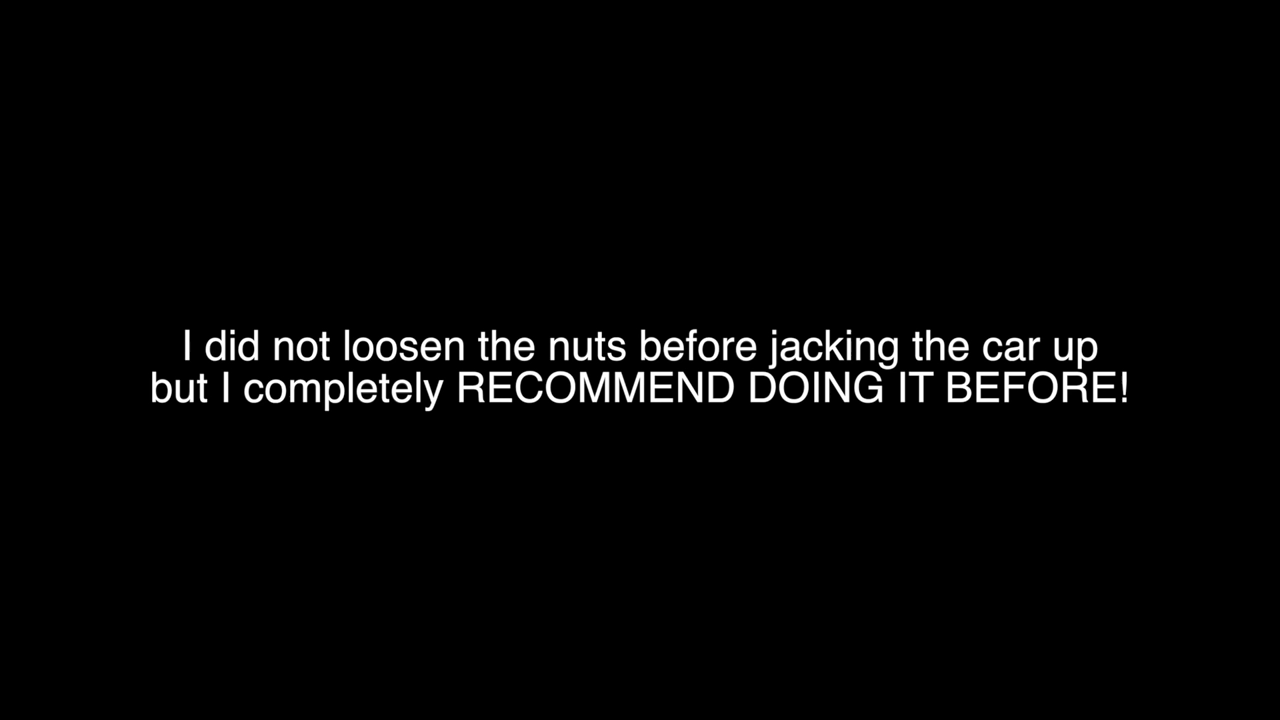 I did not loosen the nuts before jacking the car up
but I completely RECOMMEND DOING IT BEFORE!